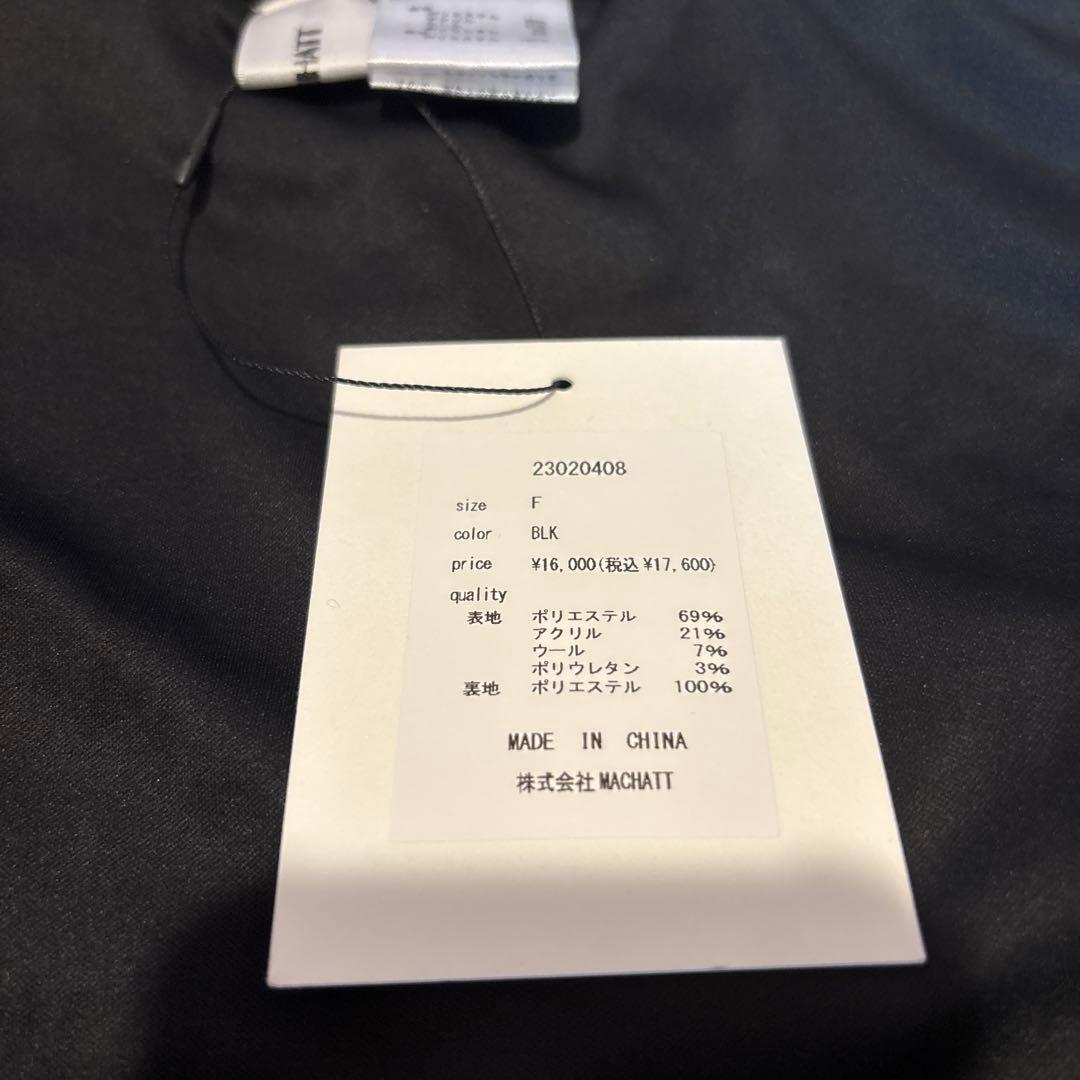 HATT
23020408
size F
color BLK
price ¥16,000(税込¥17,600)
quality
表地 ポリエステル 69%
アクリル 21%
ウール 7%
ポリウレタン 3%
裏地 ポリエステル 100%
MADE IN CHINA
株式会社MACHATT